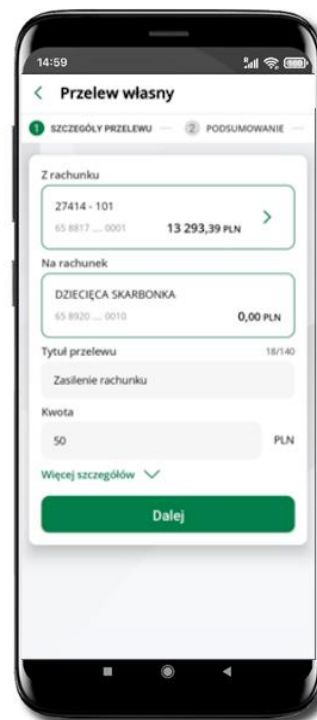 14:59
Przelew własny
1 SZCZEGÓŁY PRZELEWU 2 PODSUMOWANIE
Z rachunku
27414 - 101
65 8817 .... 0001 13 293,39 PLN
Na rachunek
DZIECIĘCA SKARBONKA
65 8920 .... 0010 0,00 PLN
Tytuł przelewu 18/140
Zasilenie rachunku
Kwota
50 PLN
Więcej szczegółów
Dalej